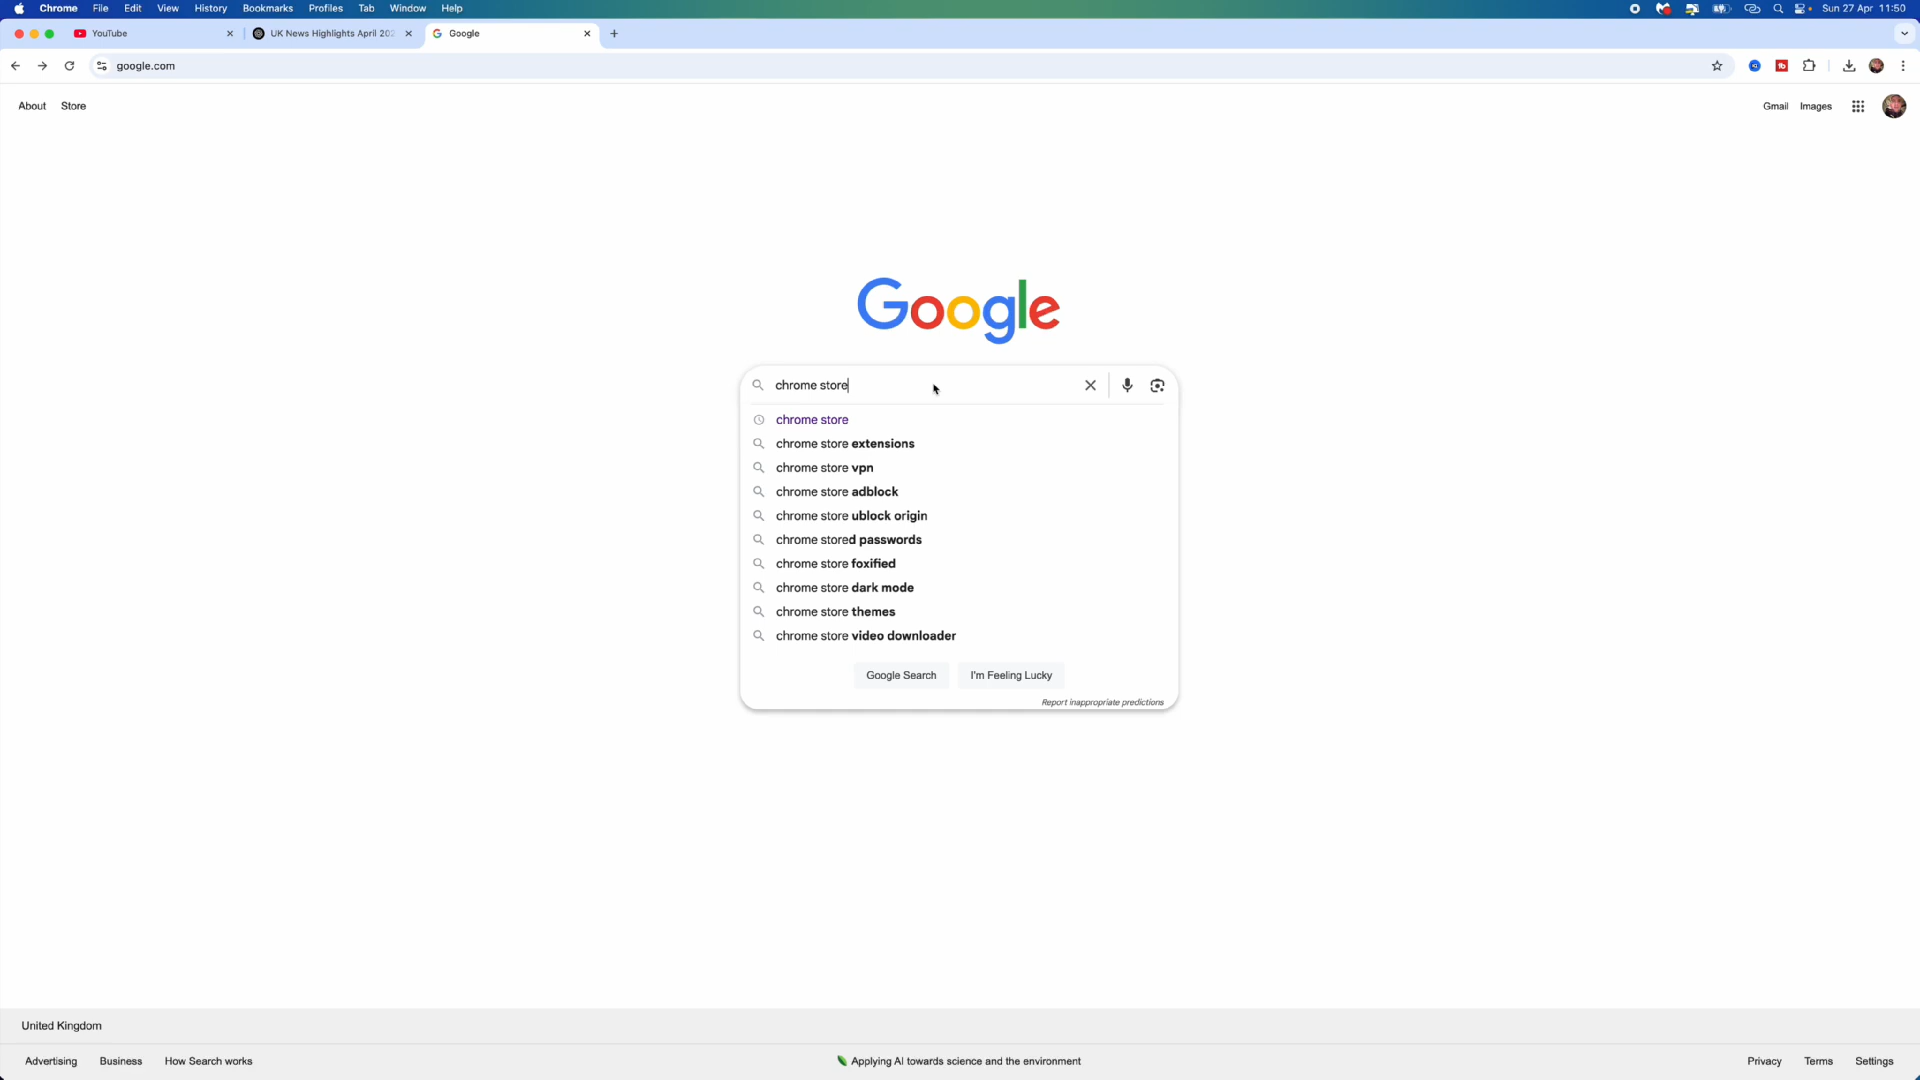 Chrome File Edit View History Bookmarks Profiles Tab Window Help Sun 27 Apr 11:50
YouTube UK News Highlights April 202 Google
google.com
About Store Gmail Images
Google
chrome store
chrome store
chrome store extensions
chrome store vpn
chrome store adblock
chrome store ublock origin
chrome stored passwords
chrome store foxified
chrome store dark mode
chrome store themes
chrome store video downloader
Google Search I'm Feeling Lucky
Report inappropriate predictions
United Kingdom
Advertising Business How Search works Applying AI towards science and the environment Privacy Terms Settings